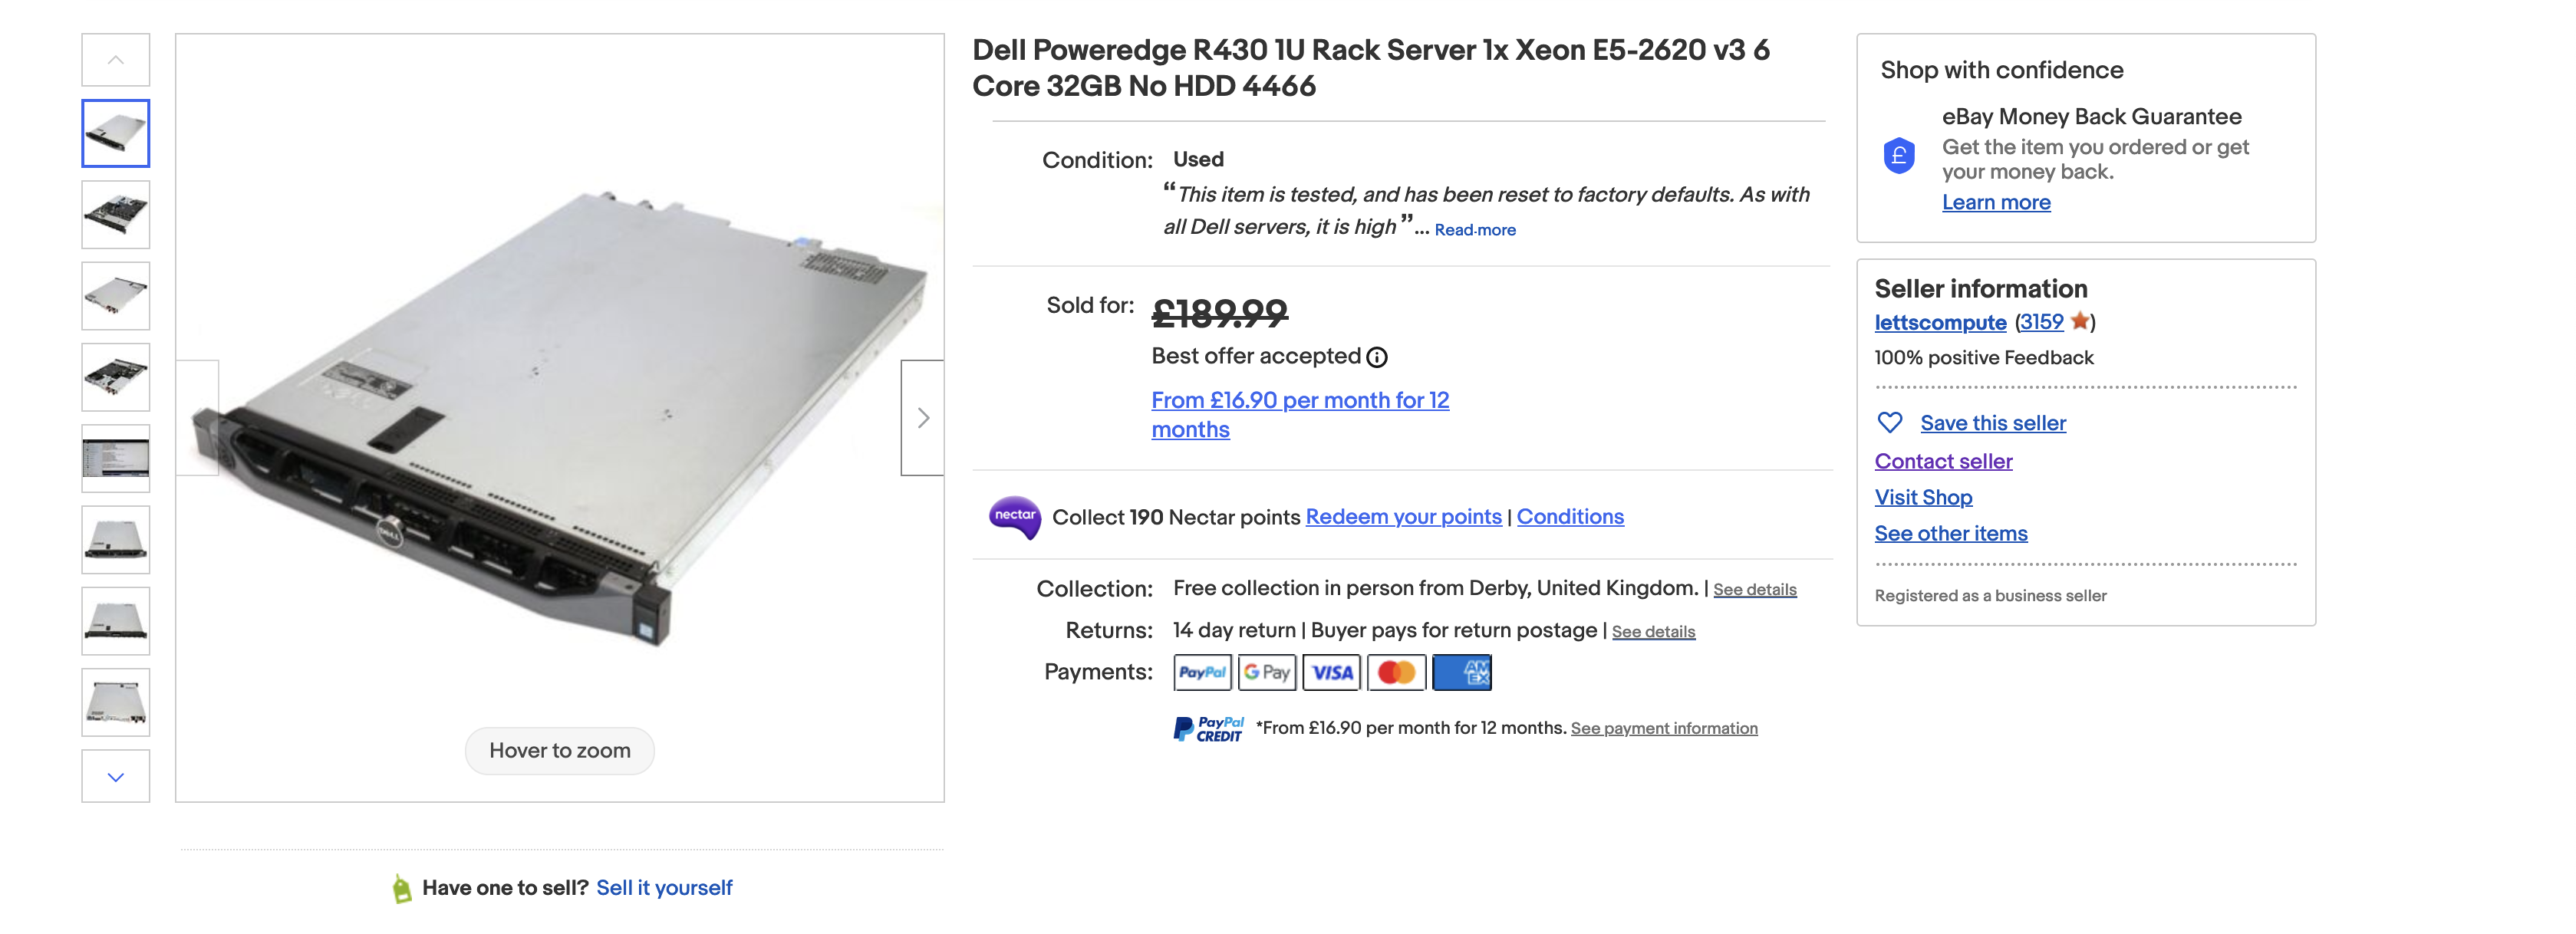 Dell Poweredge R430 1U Rack Server 1x Xeon E5-2620 v3 6
Core 32GB No HDD 4466
Condition: Used
“This item is tested, and has been reset to factory defaults. As with
all Dell servers, it is high ” ... Read more
Sold for: £189.99
Best offer accepted
From £16.90 per month for 12
months
nectar Collect 190 Nectar points Redeem your points | Conditions
Collection: Free collection in person from Derby, United Kingdom. | See details
Returns: 14 day return | Buyer pays for return postage | See details
Payments: PayPal G Pay VISA AM EX
PayPal CREDIT *From £16.90 per month for 12 months. See payment information
Shop with confidence
eBay Money Back Guarantee
Get the item you ordered or get
your money back.
Learn more
Seller information
lettscompute (3159)
100% positive Feedback
Save this seller
Contact seller
Visit Shop
See other items
Registered as a business seller
DELL
Hover to zoom
Have one to sell? Sell it yourself